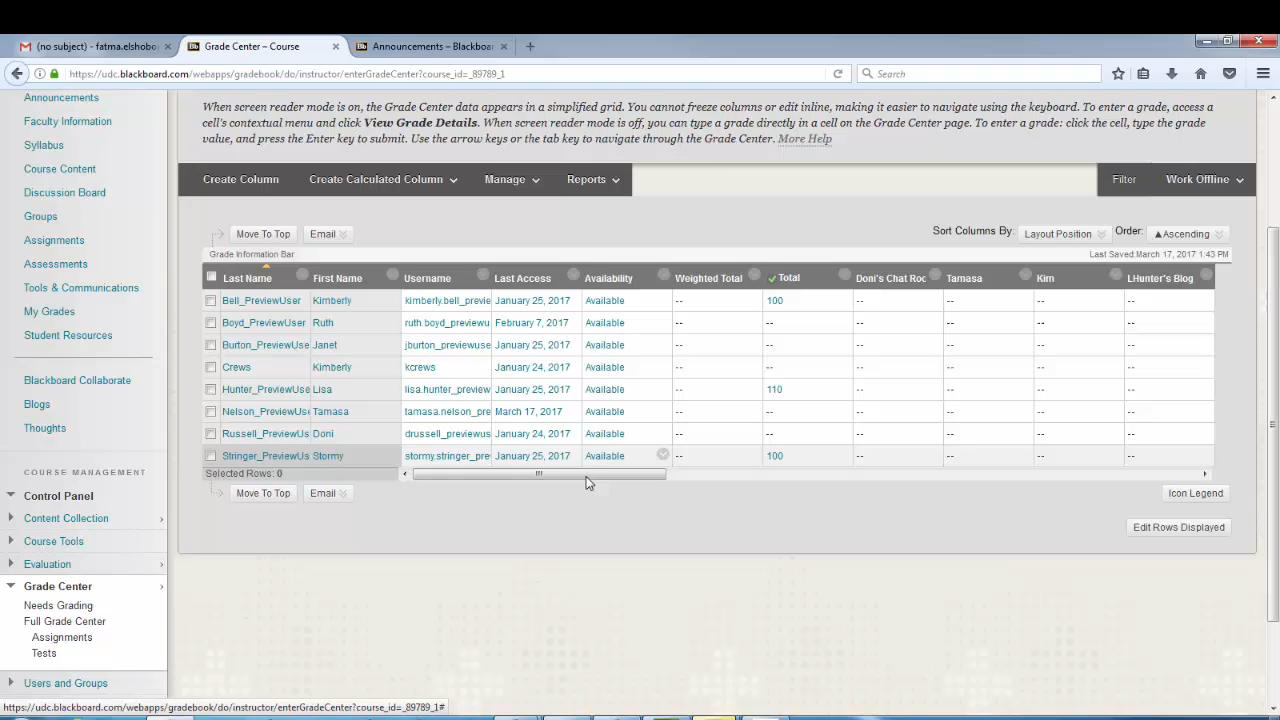 (no subject) - fatma.elshobo
Grade Center – Course
Announcements – Blackboa
https://udc.blackboard.com/webapps/gradebook/do/instructor/enterGradeCenter?course_id=_89789_1
Search
Announcements
Faculty Information
Syllabus
Course Content
Discussion Board
Groups
Assignments
Assessments
Tools & Communications
My Grades
Student Resources
Blackboard Collaborate
Blogs
Thoughts
COURSE MANAGEMENT
Control Panel
Content Collection
Course Tools
Evaluation
Grade Center
Needs Grading
Full Grade Center
Assignments
Tests
Users and Groups
When screen reader mode is on, the Grade Center data appears in a simplified grid. You cannot freeze columns or edit inline, making it easier to navigate using the keyboard. To enter a grade, access a
cell's contextual menu and click View Grade Details. When screen reader mode is off, you can type a grade directly in a cell on the Grade Center page. To enter a grade: click the cell, type the grade
value, and press the Enter key to submit. Use the arrow keys or the tab key to navigate through the Grade Center. More Help
Create Column Create Calculated Column Manage Reports Filter Work Offline
Move To Top Email Sort Columns By: Layout Position Order: ▲Ascending
Grade Information Bar Last Saved:March 17, 2017 1:43 PM
Last Name First Name Username Last Access Availability Weighted Total Total Doni's Chat Roc Tamasa Kim LHunter's Blog
Bell_PreviewUser Kimberly kimberly.bell_previe January 25, 2017 Available -- 100 -- -- -- --
Boyd_PreviewUser Ruth ruth.boyd_previewu February 7, 2017 Available -- -- -- -- -- --
Burton_PreviewUse Janet jburton_previewuse January 25, 2017 Available -- -- -- -- -- --
Crews Kimberly kcrews January 24, 2017 Available -- -- -- -- -- --
Hunter_PreviewUse Lisa lisa.hunter_preview January 25, 2017 Available -- 110 -- -- -- --
Nelson_PreviewUse Tamasa tamasa.nelson_pre March 17, 2017 Available -- -- -- -- -- --
Russell_PreviewUs Doni drussell_previewus January 24, 2017 Available -- -- -- -- -- --
Stringer_PreviewUs Stormy stormy.stringer_pre January 25, 2017 Available -- 100 -- -- -- --
Selected Rows: 0
Move To Top Email Icon Legend
Edit Rows Displayed
https://udc.blackboard.com/webapps/gradebook/do/instructor/enterGradeCenter?course_id=_89789_1#